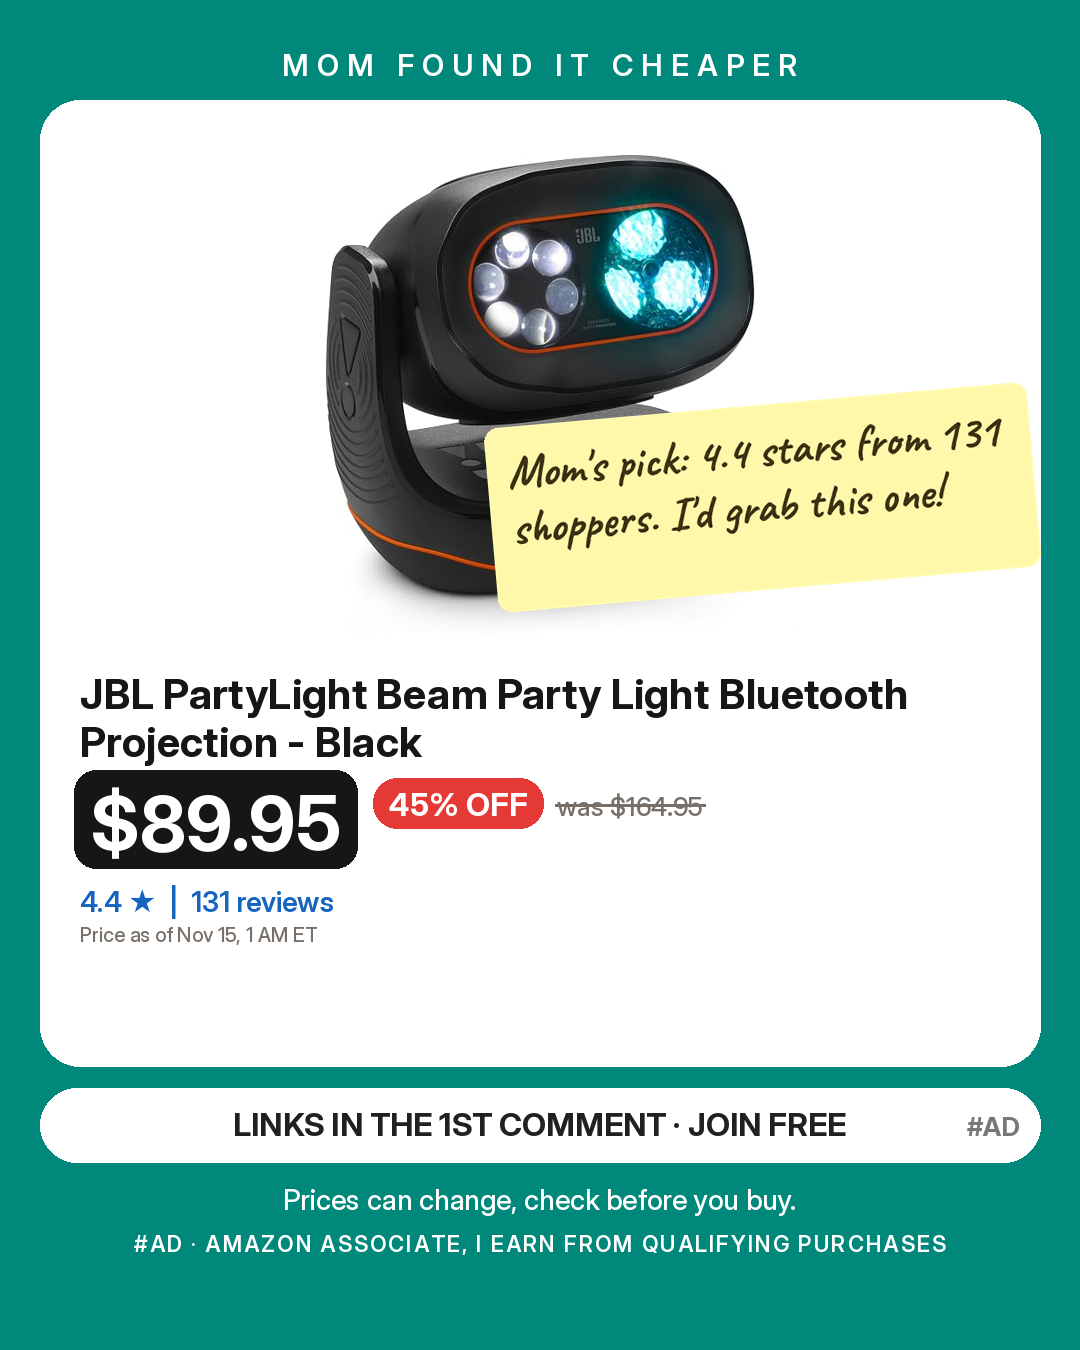 MOM FOUND IT CHEAPER
JBL
Mom's pick: 4.4 stars from 131
shoppers. I'd grab this one!
JBL PartyLight Beam Party Light Bluetooth
Projection - Black
$89.95
45% OFF
was $164.95
4.4 ★ | 131 reviews
Price as of Nov 15, 1 AM ET
LINKS IN THE 1ST COMMENT · JOIN FREE
#AD
Prices can change, check before you buy.
#AD · AMAZON ASSOCIATE, I EARN FROM QUALIFYING PURCHASES